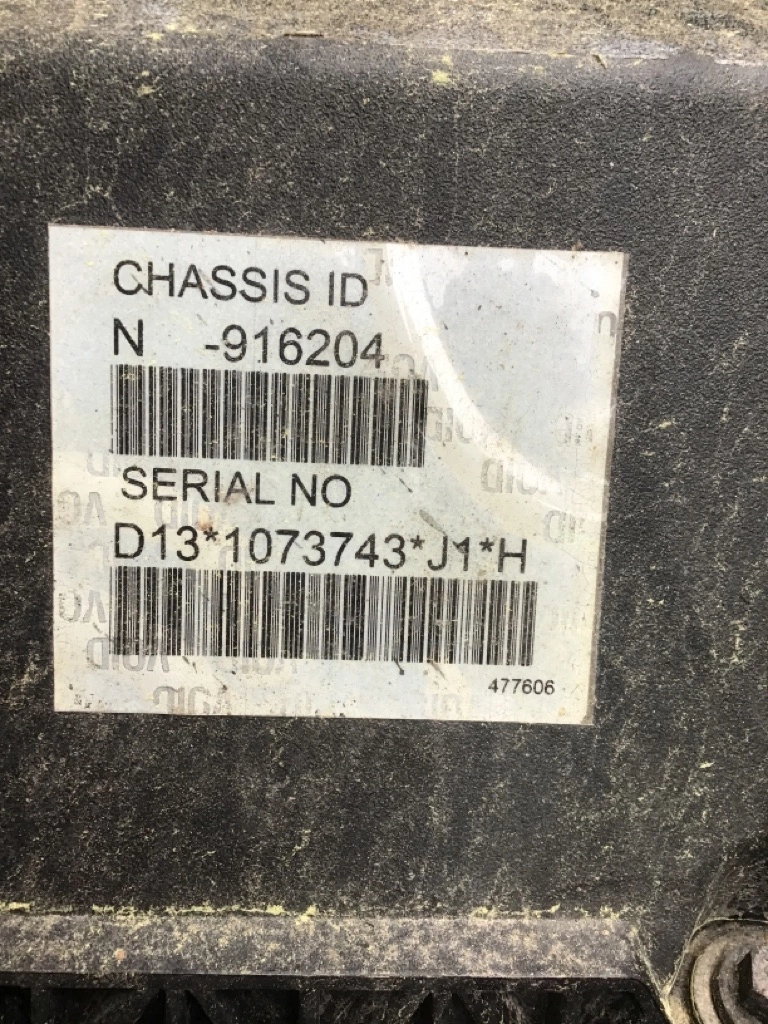 CHASSIS ID
N -916204
SERIAL NO
D13*1073743*J1*H
477606